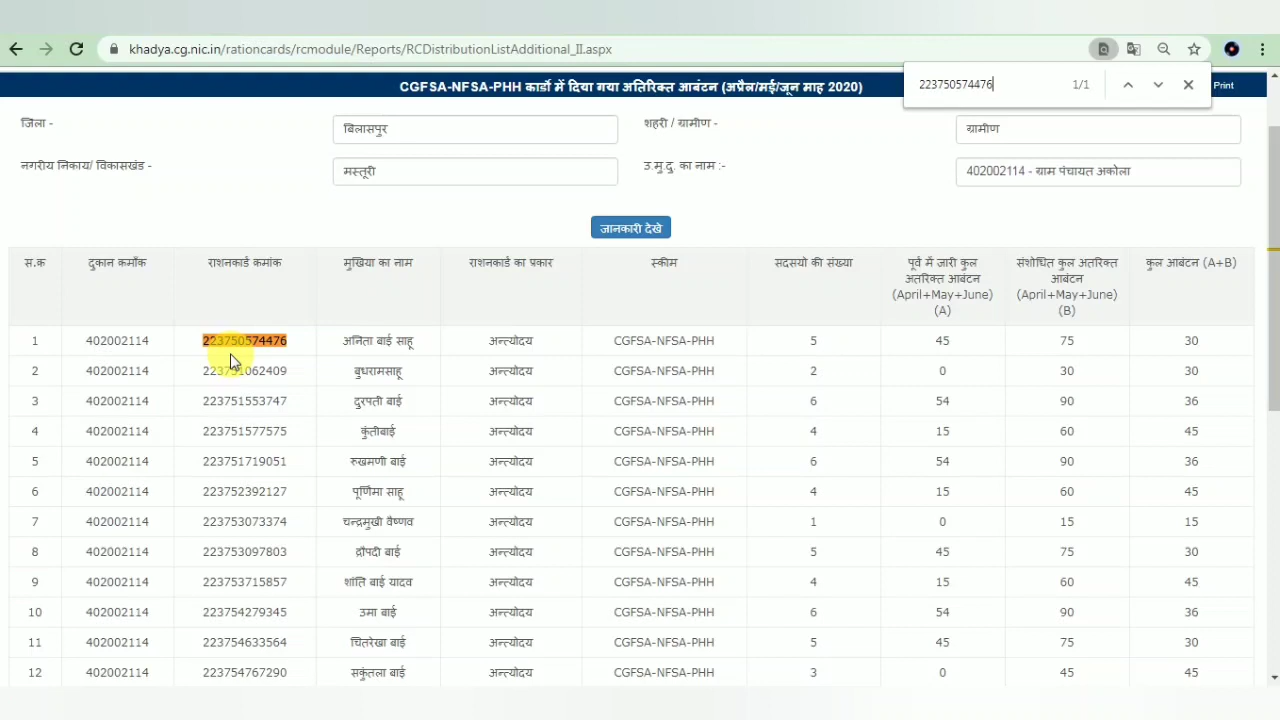 khadya.cg.nic.in/rationcards/rcmodule/Reports/RCDistributionListAdditional_II.aspx
223750574476 1/1
CGFSA-NFSA-PHH कार्डो में दिया गया अतिरिक्त आबंटन (अप्रैल/मई/जून माह 2020) Print
जिला - बिलासपुर शहरी / ग्रामीण - ग्रामीण
नगरीय निकाय/ विकासखंड - मस्तूरी उ.मु.दु. का नाम :- 402002114 - ग्राम पंचायत अकोला
जानकारी देखे
स.क दुकान कमाँक राशनकार्ड कमांक मुखिया का नाम राशनकार्ड का प्रकार स्कीम सदसयो की संख्या पूर्व में जारी कुल अतरिक्त आबंटन (April+May+June) (A) संशोधित कुल अतरिक्त आबंटन (April+May+June) (B) कुल आबंटन (A+B)
1 402002114 223750574476 अनिता बाई साहू अन्त्योदय CGFSA-NFSA-PHH 5 45 75 30
2 402002114 223751062409 बुधरामसाहू अन्त्योदय CGFSA-NFSA-PHH 2 0 30 30
3 402002114 223751553747 दुरपती बाई अन्त्योदय CGFSA-NFSA-PHH 6 54 90 36
4 402002114 223751577575 कुंतीबाई अन्त्योदय CGFSA-NFSA-PHH 4 15 60 45
5 402002114 223751719051 रुखमणी बाई अन्त्योदय CGFSA-NFSA-PHH 6 54 90 36
6 402002114 223752392127 पूर्णिमा साहू अन्त्योदय CGFSA-NFSA-PHH 4 15 60 45
7 402002114 223753073374 चन्द्रमुखी वैष्णव अन्त्योदय CGFSA-NFSA-PHH 1 0 15 15
8 402002114 223753097803 द्रौपदी बाई अन्त्योदय CGFSA-NFSA-PHH 5 45 75 30
9 402002114 223753715857 शांति बाई यादव अन्त्योदय CGFSA-NFSA-PHH 4 15 60 45
10 402002114 223754279345 उमा बाई अन्त्योदय CGFSA-NFSA-PHH 6 54 90 36
11 402002114 223754633564 चितरेखा बाई अन्त्योदय CGFSA-NFSA-PHH 5 45 75 30
12 402002114 223754767290 सकुंतला बाई अन्त्योदय CGFSA-NFSA-PHH 3 0 45 45